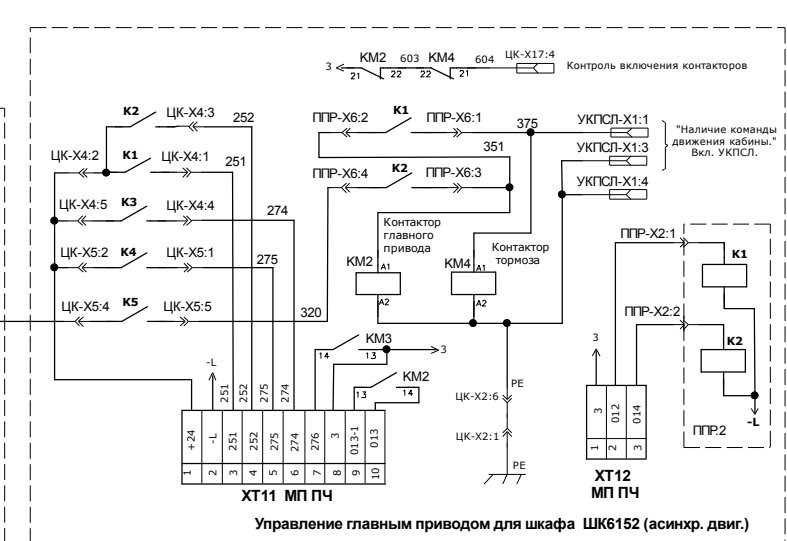 KM2 603 KM4 604 ЦК-X17:4
3 21 22 22 21 Контроль включения контакторов
K2 ЦК-X4:3 252
ППР-X6:2 K1 ППР-X6:1 375 УКПСЛ-X1:1
"Наличие команды
движения кабины."
Вкл. УКПСЛ.
351 УКПСЛ-X1:3
ЦК-X4:2 K1 ЦК-X4:1 251
ППР-X6:4 K2 ППР-X6:3 УКПСЛ-X1:4
ЦК-X4:5 K3 ЦК-X4:4 274
Контактор
главного
привода
Контактор
тормоза
ППР-X2:1 K1
ЦК-X5:2 K4 ЦК-X5:1 275
KM2 A1 A2
KM4 A1 A2
ЦК-X5:4 K5 ЦК-X5:5 320
ППР-X2:2 K2
14 KM3 13 3
KM2
13 14
-L 251 252 275 274
PE
ЦК-X2:6
ЦК-X2:1
PE
3
-L
ППР.2
+24 -L 251 252 275 274 276 3 013-1 013
1 2 3 4 5 6 7 8 9 10
XT11 МП ПЧ
3 012 014
1 2 3
XT12
МП ПЧ
Управление главным приводом для шкафа ШК6152 (асинхр. двиг.)